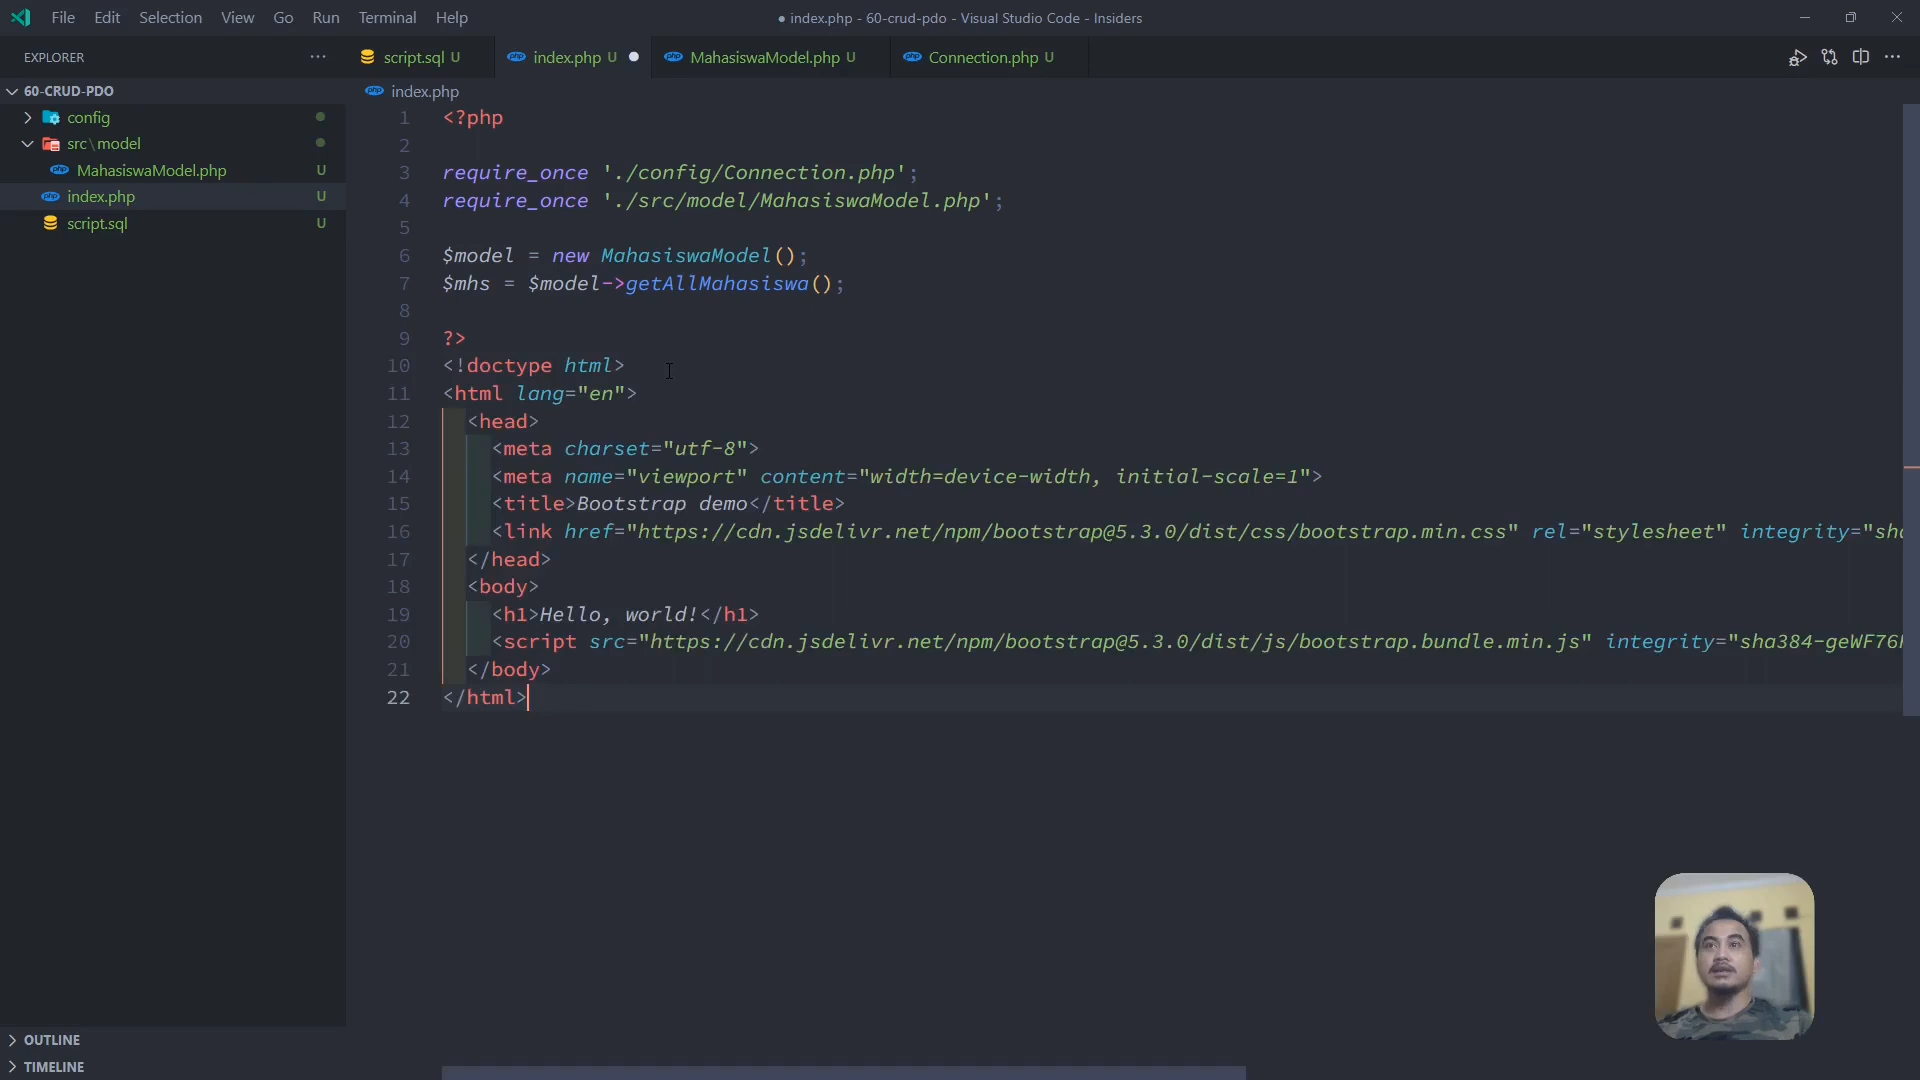 File Edit Selection View Go Run Terminal Help
● index.php - 60-crud-pdo - Visual Studio Code - Insiders
EXPLORER
script.sql U
index.php U
MahasiswaModel.php U
Connection.php U
60-CRUD-PDO
config
src\model
MahasiswaModel.php U
index.php U
script.sql U
index.php
1 <?php
2
3 require_once './config/Connection.php';
4 require_once './src/model/MahasiswaModel.php';
5
6 $model = new MahasiswaModel();
7 $mhs = $model->getAllMahasiswa();
8
9 ?>
10 <!doctype html>
11 <html lang="en">
12 <head>
13 <meta charset="utf-8">
14 <meta name="viewport" content="width=device-width, initial-scale=1">
15 <title>Bootstrap demo</title>
16 <link href="https://cdn.jsdelivr.net/npm/bootstrap@5.3.0/dist/css/bootstrap.min.css" rel="stylesheet" integrity="sha
17 </head>
18 <body>
19 <h1>Hello, world!</h1>
20 <script src="https://cdn.jsdelivr.net/npm/bootstrap@5.3.0/dist/js/bootstrap.bundle.min.js" integrity="sha384-geWF76
21 </body>
22 </html>
OUTLINE
TIMELINE